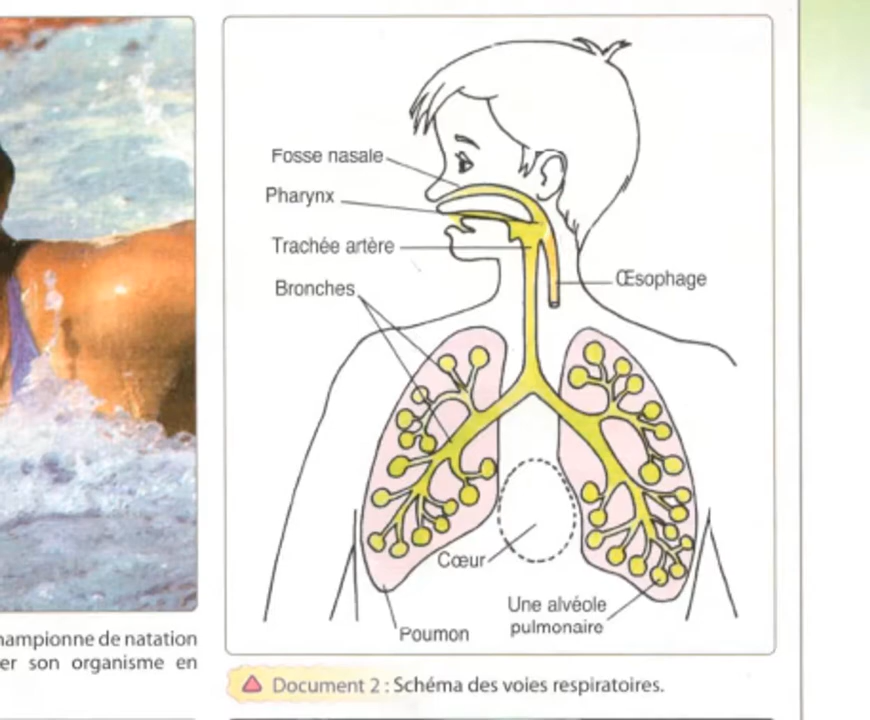 Fosse nasale
Pharynx
Trachée artère
Bronches
Œsophage
Cœur
Une alvéole
pulmonaire
Poumon
hampionne de natation
er son organisme en
Document 2 : Schéma des voies respiratoires.